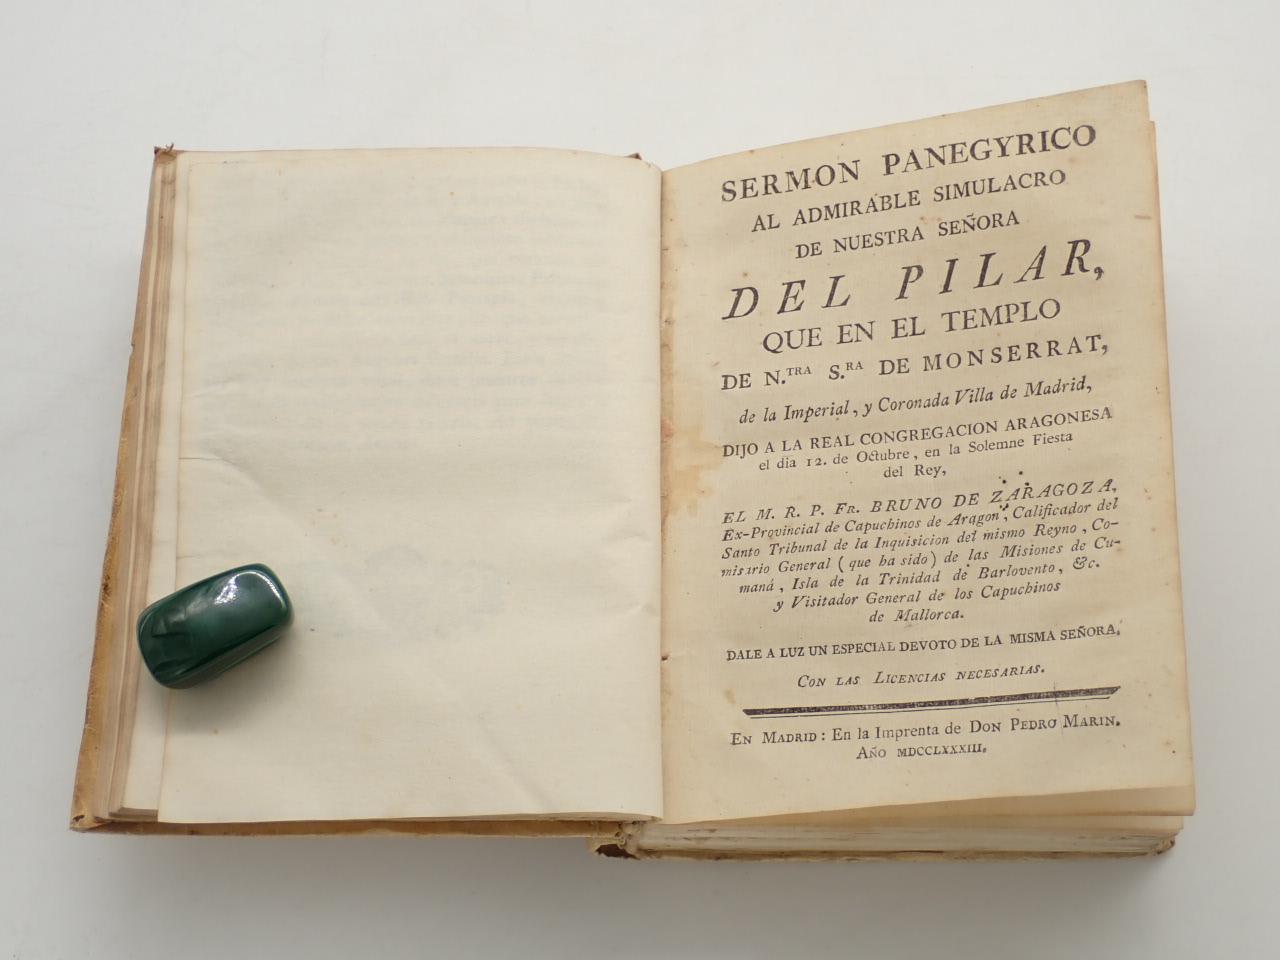 SERMON PANEGYRICO
AL ADMIRABLE SIMULACRO
DE NUESTRA SEÑORA
DEL PILAR,
QUE EN EL TEMPLO
DE N.TRA S.RA DE MONSERRAT,
de la Imperial, y Coronada Villa de Madrid,
DIJO A LA REAL CONGREGACION ARAGONESA
el dia 12. de Octubre, en la Solemne Fiesta
del Rey,
EL M. R. P. FR. BRUNO DE ZARAGOZA,
Ex-Provincial de Capuchinos de Aragon, Calificador del
Santo Tribunal de la Inquisicion del mismo Reyno, Co-
misario General (que ha sido) de las Misiones de Cu-
maná, Isla de la Trinidad de Barlovento, &c.
y Visitador General de los Capuchinos
de Mallorca.
DALE A LUZ UN ESPECIAL DEVOTO DE LA MISMA SEÑORA.
CON LAS LICENCIAS NECESARIAS.
EN MADRID: En la Imprenta de DON PEDRO MARIN.
AÑO MDCCLXXXIII.